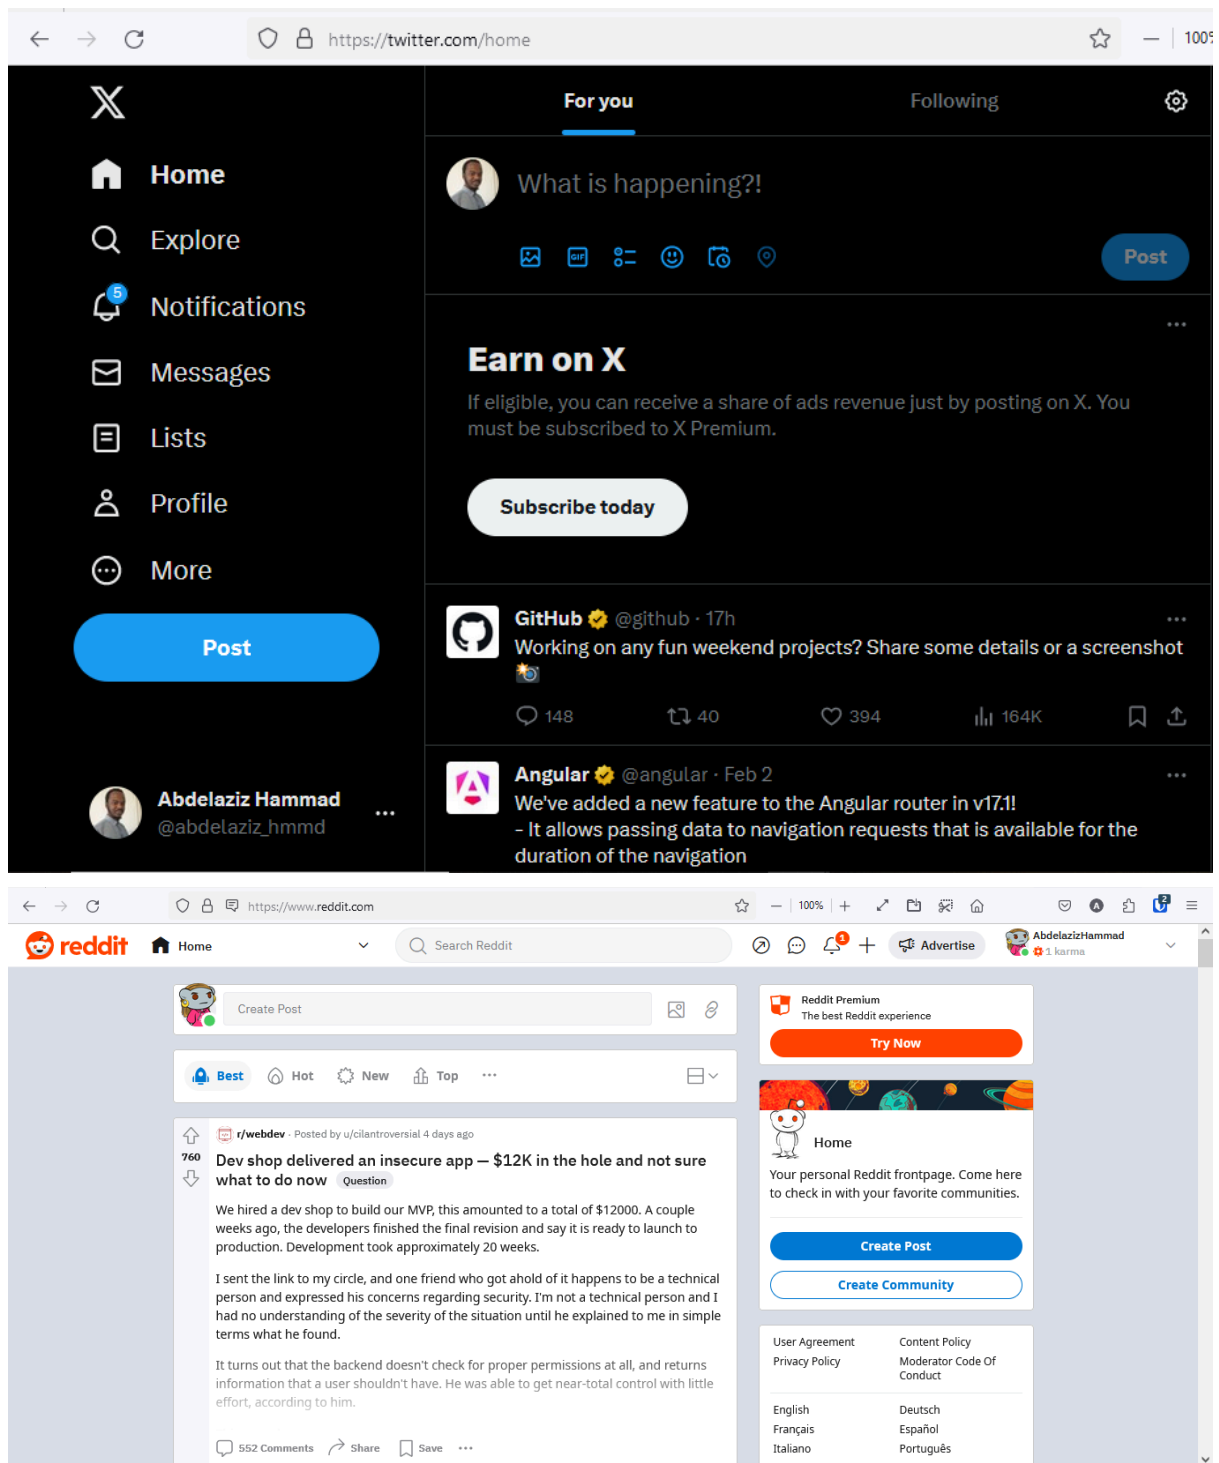 https://twitter.com/home
100%
For you
Following
Home
What is happening?!
Explore
GIF
Post
5
Notifications
Messages
Earn on X
If eligible, you can receive a share of ads revenue just by posting on X. You
must be subscribed to X Premium.
Lists
Profile
Subscribe today
More
Post
GitHub @github · 17h
Working on any fun weekend projects? Share some details or a screenshot
148 40 394 164K
Angular @angular · Feb 2
We've added a new feature to the Angular router in v17.1!
- It allows passing data to navigation requests that is available for the
duration of the navigation
Abdelaziz Hammad
@abdelaziz_hmmd
https://www.reddit.com
100%
A
2
reddit
Home
Search Reddit
1
Advertise
AbdelazizHammad
1 karma
Create Post
Reddit Premium
The best Reddit experience
Try Now
Best
Hot
New
Top
r/webdev · Posted by u/cilantroversial 4 days ago
760
Dev shop delivered an insecure app — $12K in the hole and not sure
what to do now Question
We hired a dev shop to build our MVP, this amounted to a total of $12000. A couple
weeks ago, the developers finished the final revision and say it is ready to launch to
production. Development took approximately 20 weeks.
I sent the link to my circle, and one friend who got ahold of it happens to be a technical
person and expressed his concerns regarding security. I'm not a technical person and I
had no understanding of the severity of the situation until he explained to me in simple
terms what he found.
It turns out that the backend doesn't check for proper permissions at all, and returns
information that a user shouldn't have. He was able to get near-total control with little
effort, according to him.
552 Comments
Share
Save
Home
Your personal Reddit frontpage. Come here
to check in with your favorite communities.
Create Post
Create Community
User Agreement
Privacy Policy
Content Policy
Moderator Code Of
Conduct
English
Français
Italiano
Deutsch
Español
Português